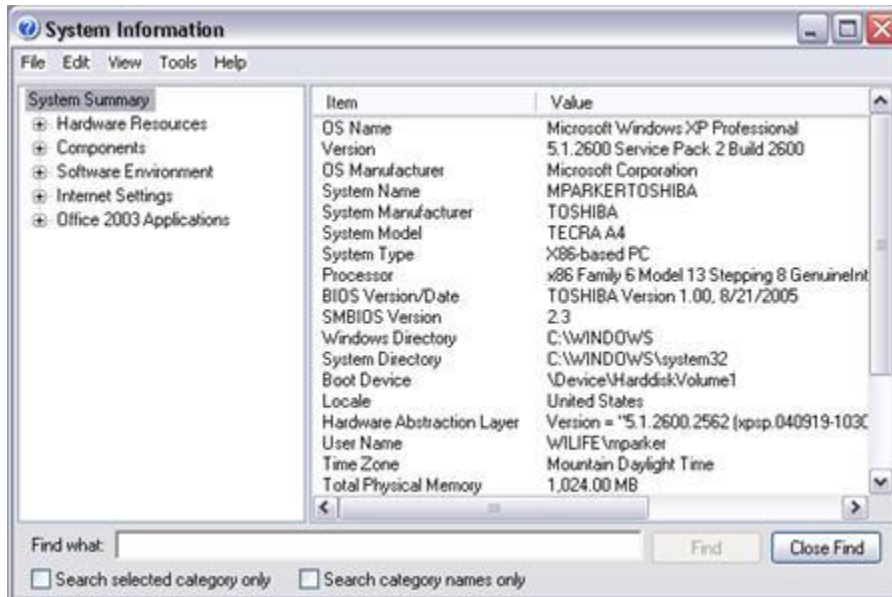 System Information
File Edit View Tools Help
System Summary
Hardware Resources
Components
Software Environment
Internet Settings
Office 2003 Applications
Item Value
OS Name Microsoft Windows XP Professional
Version 5.1.2600 Service Pack 2 Build 2600
OS Manufacturer Microsoft Corporation
System Name MPARKERTOSHIBA
System Manufacturer TOSHIBA
System Model TECRA A4
System Type X86-based PC
Processor x86 Family 6 Model 13 Stepping 8 GenuineInt
BIOS Version/Date TOSHIBA Version 1.00, 8/21/2005
SMBIOS Version 2.3
Windows Directory C:\WINDOWS
System Directory C:\WINDOWS\system32
Boot Device \Device\HarddiskVolume1
Locale United States
Hardware Abstraction Layer Version = "5.1.2600.2562 (xpsp.040919-1030
User Name WILIFE\mparker
Time Zone Mountain Daylight Time
Total Physical Memory 1,024.00 MB
Find what: Find Close Find
Search selected category only Search category names only